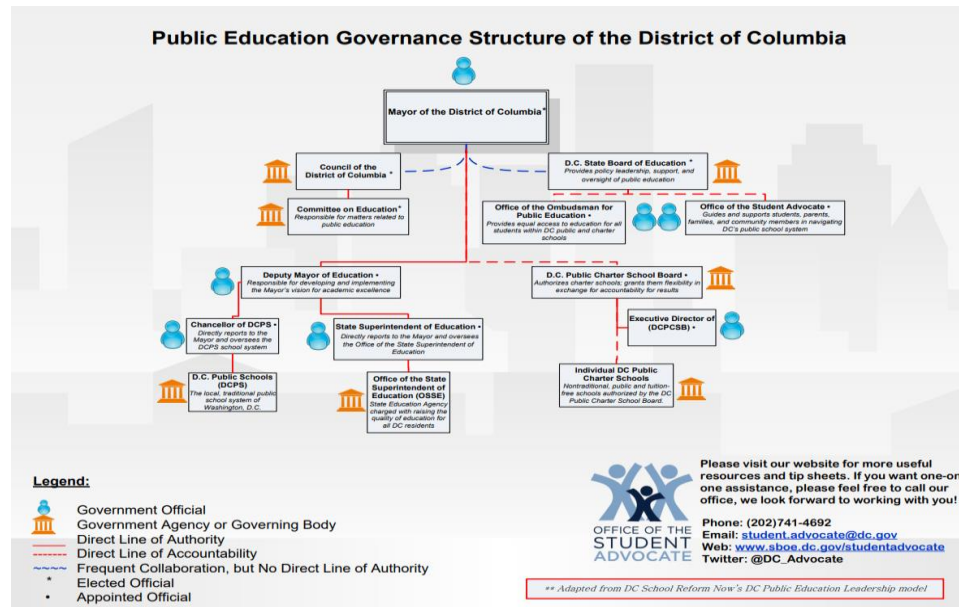 Public Education Governance Structure of the District of Columbia
Mayor of the District of Columbia*
Council of the
District of Columbia *
D.C. State Board of Education *
Provides policy leadership, support, and
oversight of public education
Committee on Education*
Responsible for matters related to
public education
Office of the Ombudsman for
Public Education •
Provides equal access to education for all
students within DC public and charter
schools
Office of the Student Advocate •
Guides and supports students, parents,
families, and community members in navigating
DC's public school system
Deputy Mayor of Education •
Responsible for developing and implementing
the Mayor's vision for academic excellence
D.C. Public Charter School Board •
Authorizes charter schools; grants them flexibility in
exchange for accountability for results
Chancellor of DCPS •
Directly reports to the
Mayor and oversees the
DCPS school system
State Superintendent of Education •
Directly reports to the Mayor and oversees
the Office of the State Superintendent of
Education
Executive Director of
(DCPCSB) •
D.C. Public Schools
(DCPS)
The local, traditional public
school system of
Washington, D.C.
Office of the State
Superintendent of
Education (OSSE)
State Education Agency
charged with raising the
quality of education for
all DC residents
Individual DC Public
Charter Schools
Nontraditional, public and tuition-
free schools authorized by the DC
Public Charter School Board.
Legend:
Government Official
Government Agency or Governing Body
Direct Line of Authority
Direct Line of Accountability
Frequent Collaboration, but No Direct Line of Authority
* Elected Official
• Appointed Official
OFFICE OF THE
STUDENT
ADVOCATE
Please visit our website for more useful
resources and tip sheets. If you want one-on
one assistance, please feel free to call our
office, we look forward to working with you!
Phone: (202)741-4692
Email: student.advocate@dc.gov
Web: www.sboe.dc.gov/studentadvocate
Twitter: @DC_Advocate
** Adapted from DC School Reform Now's DC Public Education Leadership model